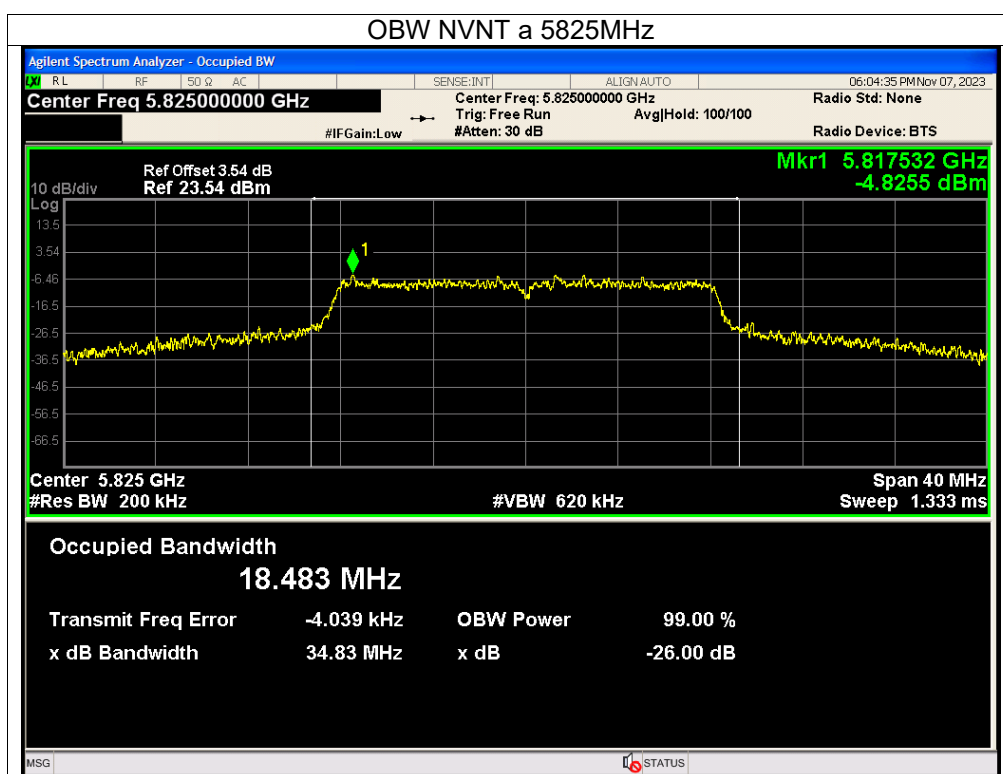 OBW NVNT a 5825MHz
Agilent Spectrum Analyzer - Occupied BW
LXI RL RF 50 Ω AC SENSE:INT ALIGN AUTO 06:04:35 PM Nov 07, 2023
Center Freq 5.825000000 GHz Center Freq: 5.825000000 GHz Radio Std: None
Trig: Free Run Avg|Hold: 100/100
#IFGain:Low #Atten: 30 dB Radio Device: BTS
Mkr1 5.817532 GHz
-4.8255 dBm
Ref Offset 3.54 dB
10 dB/div Ref 23.54 dBm
Log
13.5
3.54
1
-6.46
-16.5
-26.5
-36.5
-46.5
-56.5
-66.5
Center 5.825 GHz Span 40 MHz
#Res BW 200 kHz #VBW 620 kHz Sweep 1.333 ms
Occupied Bandwidth
18.483 MHz
Transmit Freq Error -4.039 kHz OBW Power 99.00 %
x dB Bandwidth 34.83 MHz x dB -26.00 dB
MSG STATUS